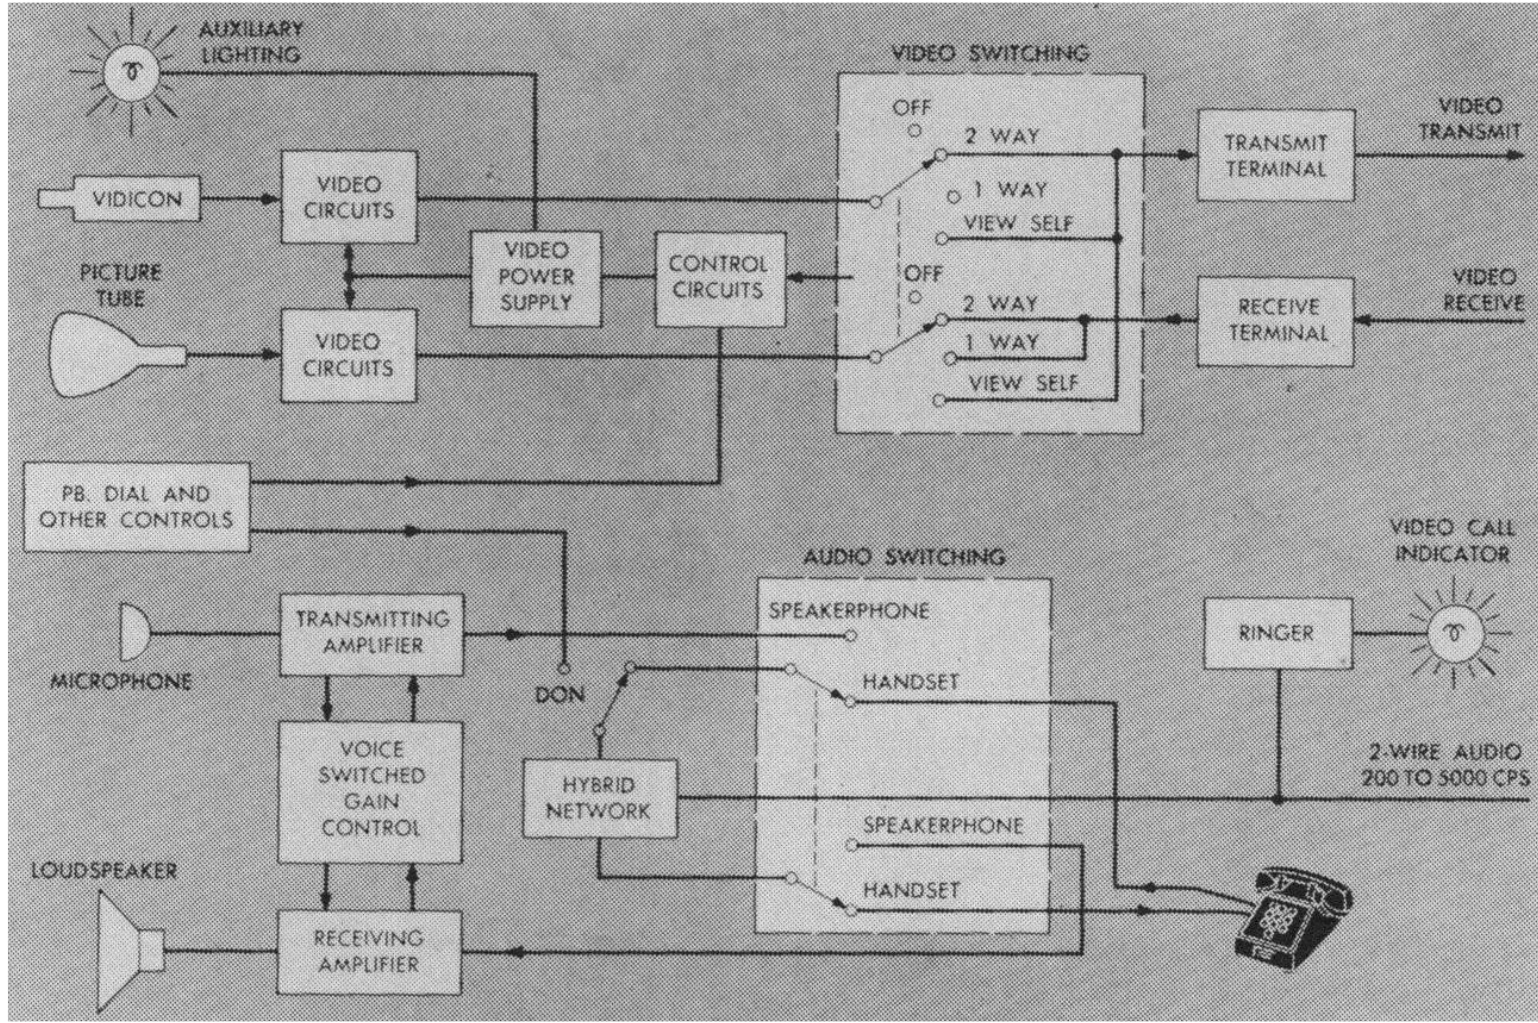 AUXILIARY
LIGHTING
VIDEO SWITCHING
OFF
2 WAY
1 WAY
VIEW SELF
TRANSMIT
TERMINAL
VIDEO
TRANSMIT
VIDICON
VIDEO
CIRCUITS
VIDEO
POWER
SUPPLY
CONTROL
CIRCUITS
PICTURE
TUBE
VIDEO
CIRCUITS
OFF
2 WAY
1 WAY
VIEW SELF
RECEIVE
TERMINAL
VIDEO
RECEIVE
PB. DIAL AND
OTHER CONTROLS
AUDIO SWITCHING
VIDEO CALL
INDICATOR
MICROPHONE
TRANSMITTING
AMPLIFIER
SPEAKERPHONE
RINGER
DON
HANDSET
VOICE
SWITCHED
GAIN
CONTROL
HYBRID
NETWORK
2-WIRE AUDIO
200 TO 5000 CPS
SPEAKERPHONE
LOUDSPEAKER
HANDSET
RECEIVING
AMPLIFIER